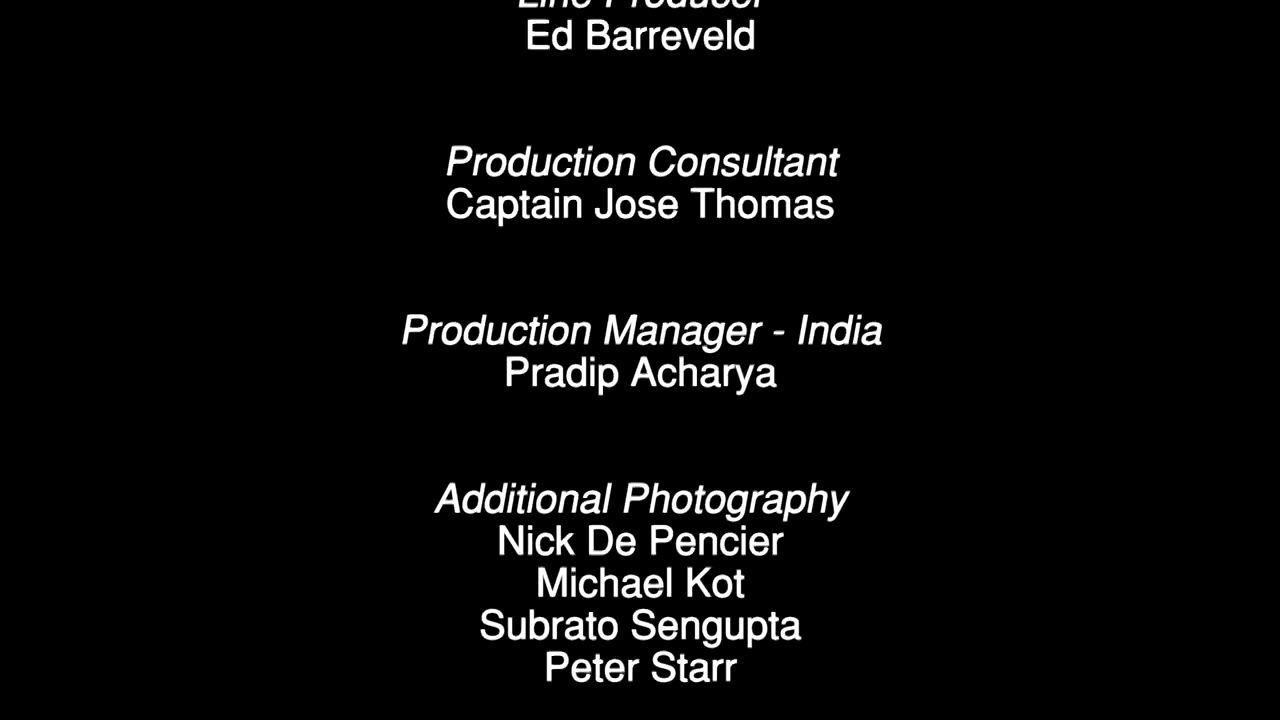 Line Producer
Ed Barreveld
Production Consultant
Captain Jose Thomas
Production Manager - India
Pradip Acharya
Additional Photography
Nick De Pencier
Michael Kot
Subrato Sengupta
Peter Starr